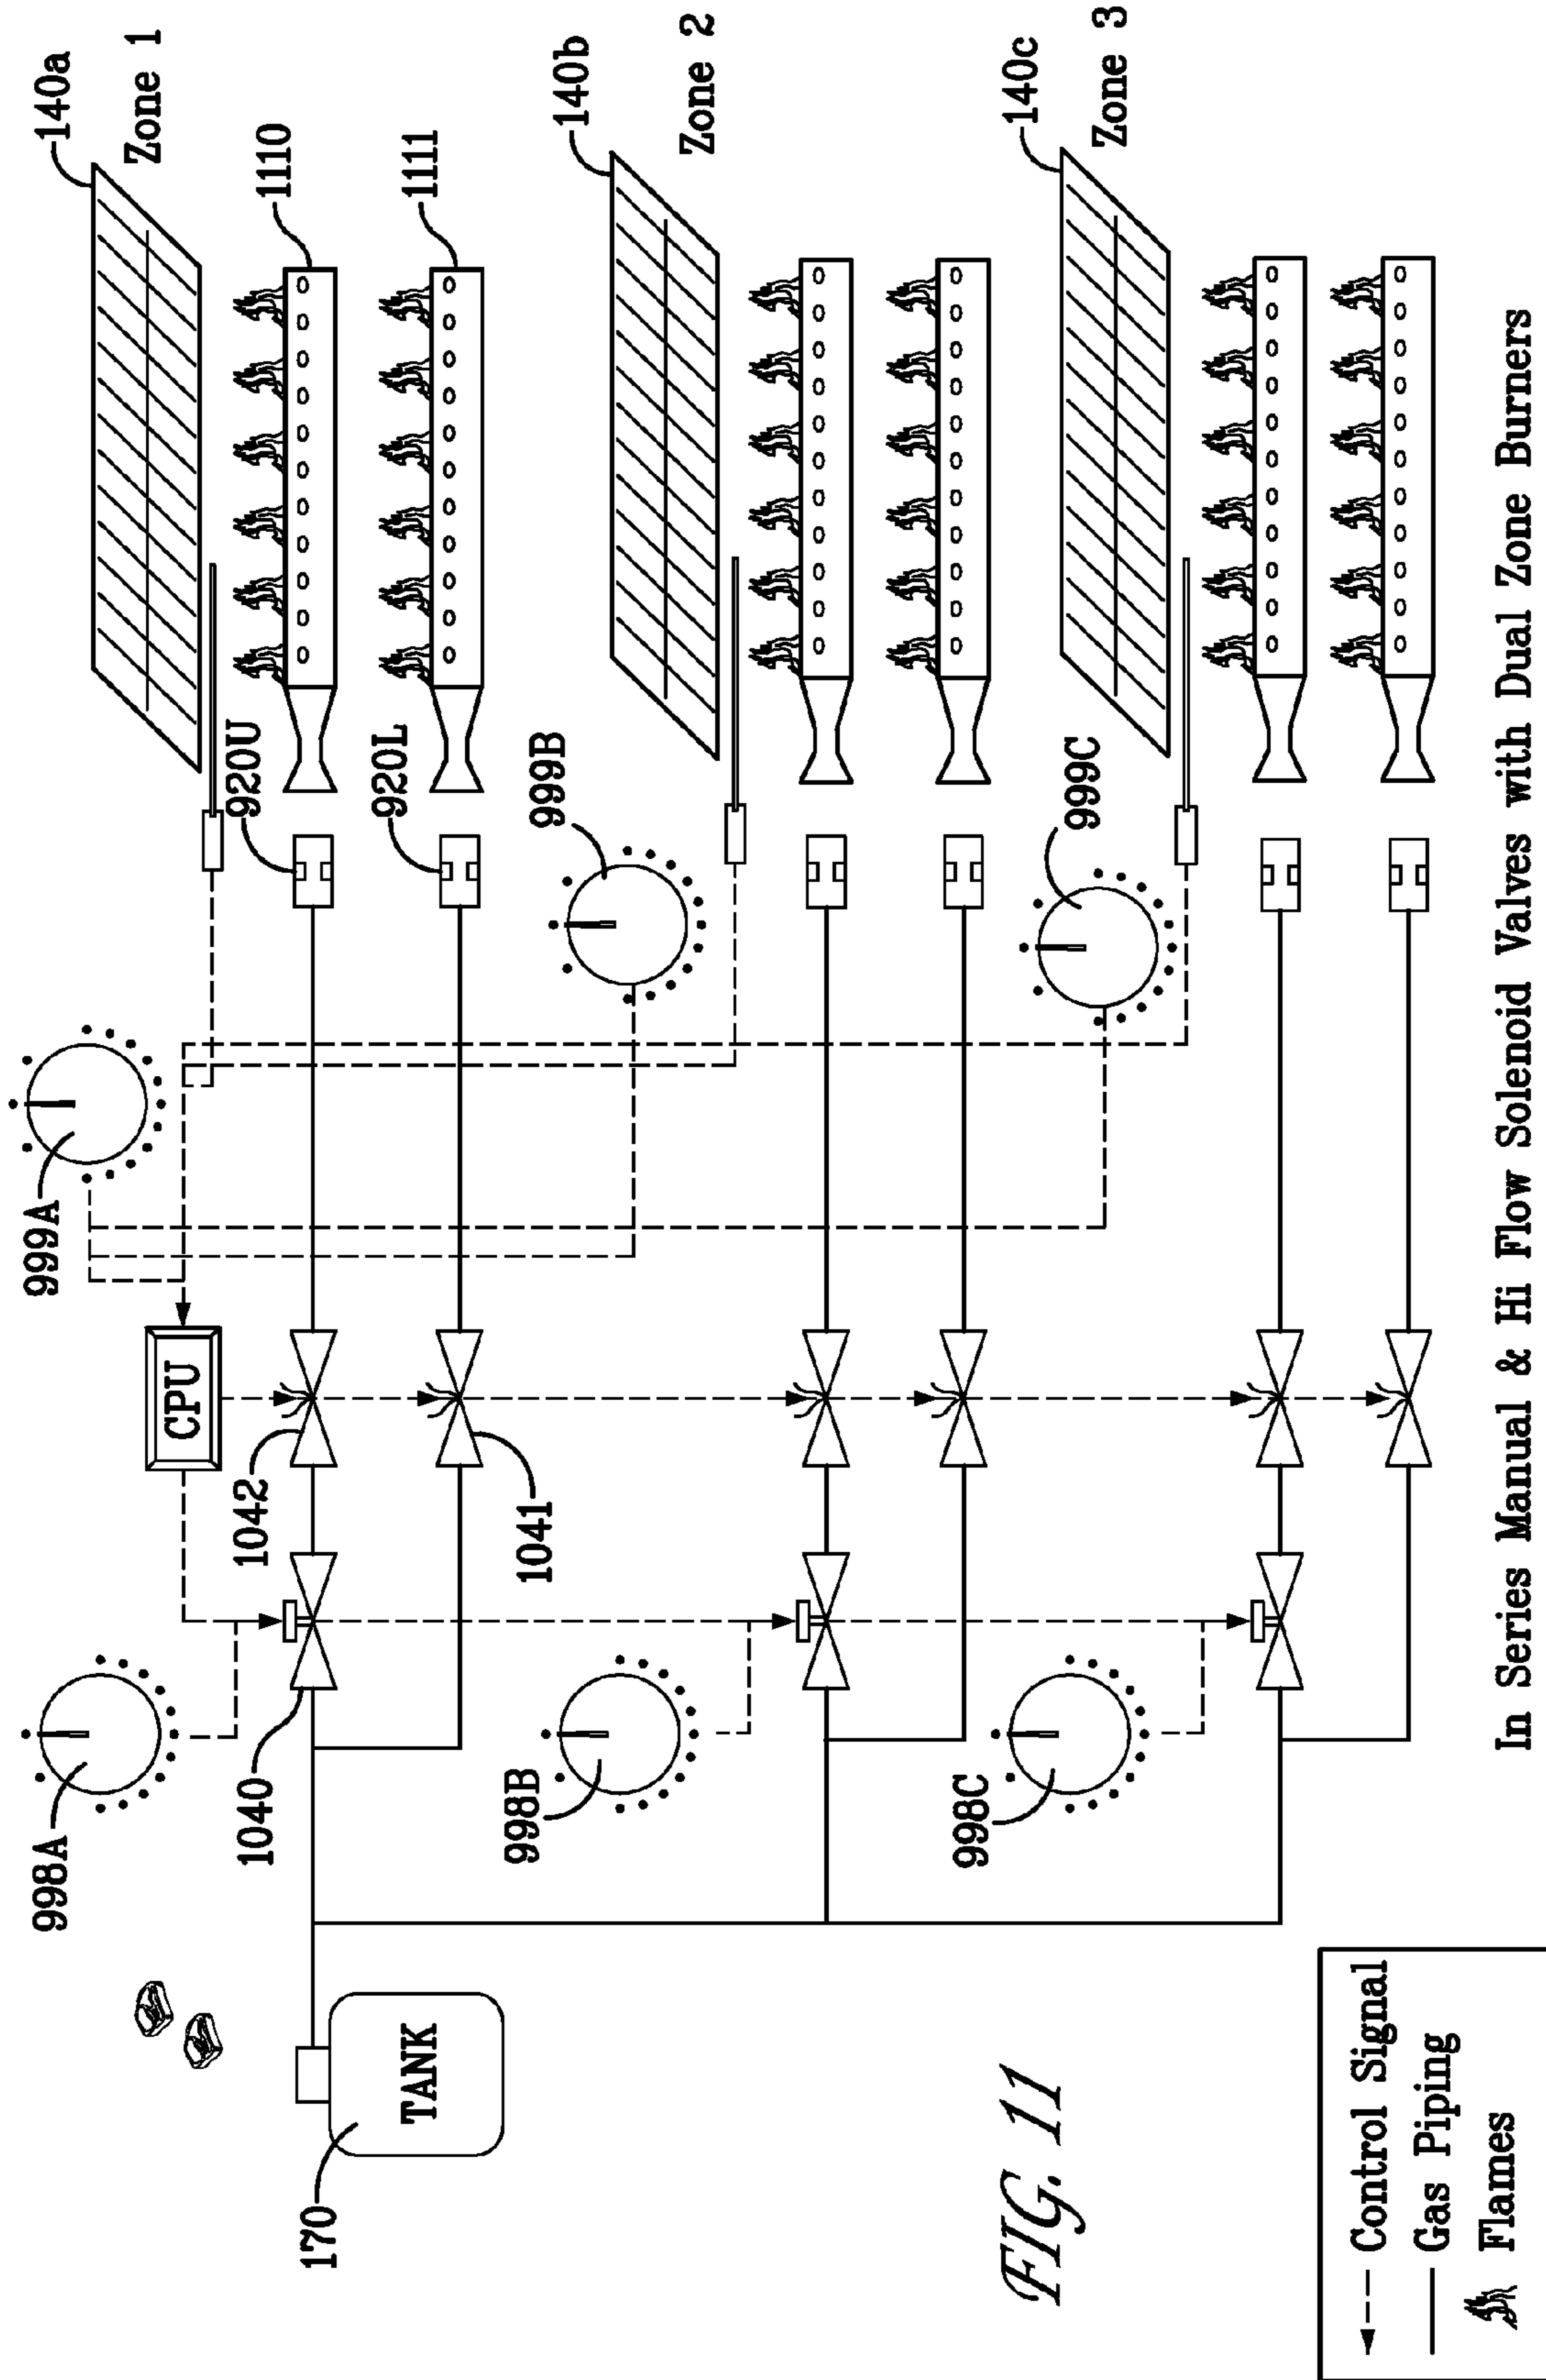 998A
999A
140a
Zone 1
CPU
1042
1040
1041
920U
920L
1110
1111
170
TANK
998B
999B
140b
Zone 2
998C
999C
140c
Zone 3
FIG. 11
Control Signal
Gas Piping
Flames
In Series Manual & Hi Flow Solenoid Valves with Dual Zone Burners